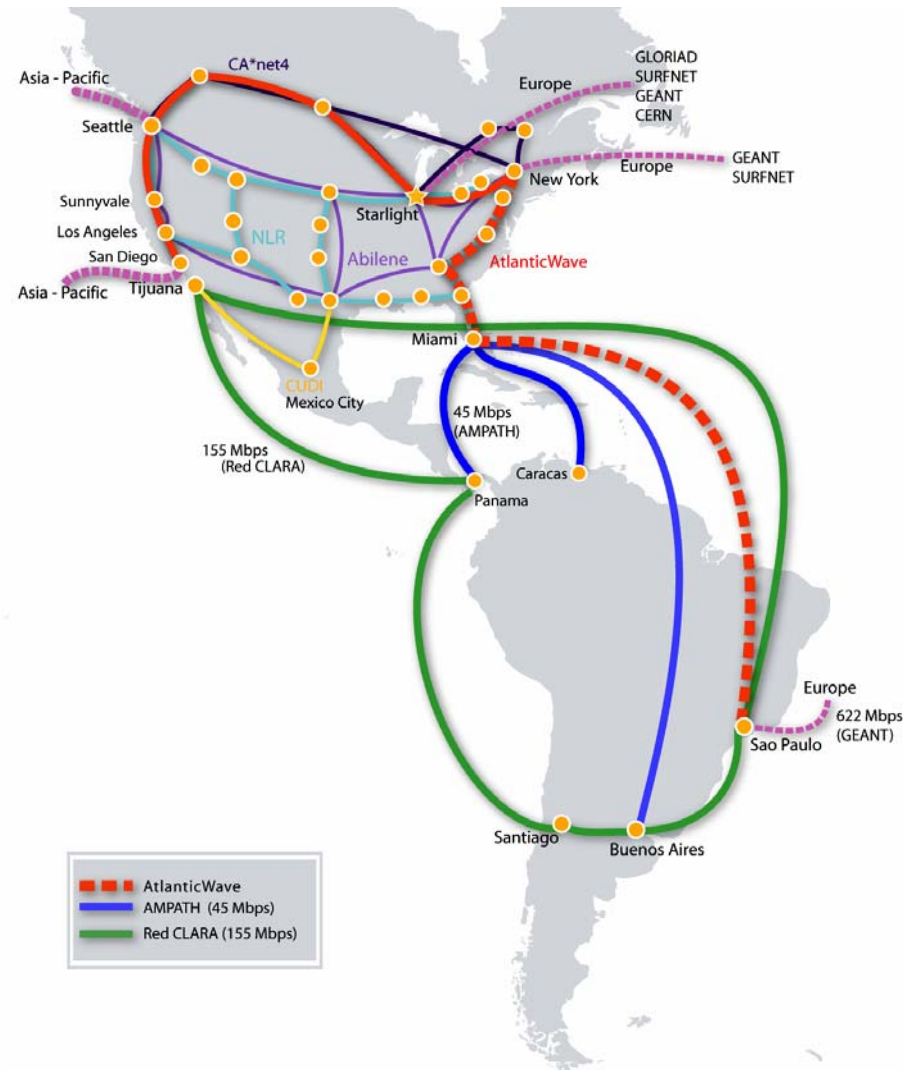 GLORIAD
SURFNET
GEANT
CERN
Europe
CA*net4
Asia - Pacific
Seattle
New York
Europe
GEANT
SURFNET
Starlight
Sunnyvale
Los Angeles
NLR
Abilene
AtlanticWave
San Diego
Asia - Pacific
Tijuana
Miami
CUDI
Mexico City
45 Mbps
(AMPATH)
155 Mbps
(Red CLARA)
Caracas
Panama
Europe
622 Mbps
(GEANT)
Sao Paulo
Santiago
Buenos Aires
AtlanticWave
AMPATH (45 Mbps)
Red CLARA (155 Mbps)